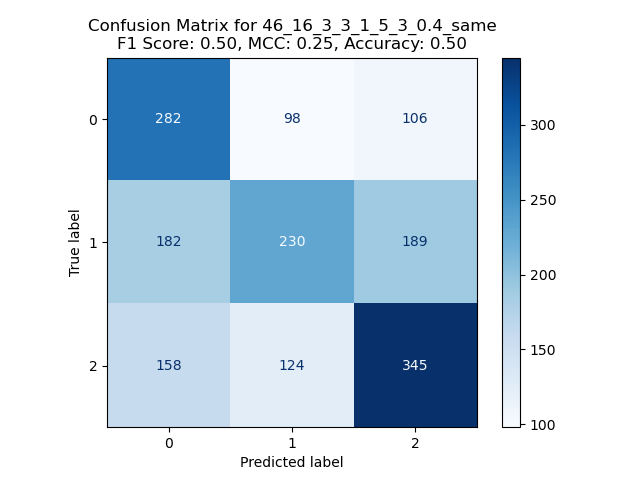 Confusion Matrix for 46_16_3_3_1_5_3_0.4_same
F1 Score: 0.50, MCC: 0.25, Accuracy: 0.50
0 282 98 106
1 182 230 189
2 158 124 345
0 1 2
True label
Predicted label
300
250
200
150
100